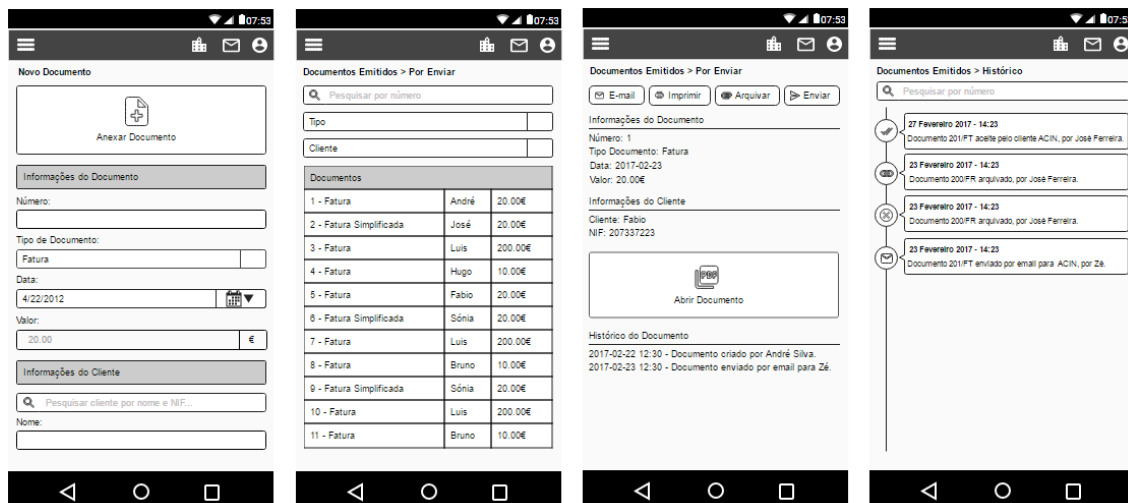 07:53
Novo Documento
Anexar Documento
Informações do Documento
Número:
Tipo de Documento:
Fatura
Data:
4/22/2012
Valor:
20.00 €
Informações do Cliente
Pesquisar cliente por nome e NIF...
Nome:
07:53
Documentos Emitidos > Por Enviar
Pesquisar por número
Tipo
Cliente
Documentos
1 - Fatura André 20.00€
2 - Fatura Simplificada José 20.00€
3 - Fatura Luis 200.00€
4 - Fatura Hugo 10.00€
5 - Fatura Fabio 20.00€
6 - Fatura Simplificada Sónia 20.00€
7 - Fatura Luis 200.00€
8 - Fatura Bruno 10.00€
9 - Fatura Simplificada Sónia 20.00€
10 - Fatura Luis 200.00€
11 - Fatura Bruno 10.00€
07:53
Documentos Emitidos > Por Enviar
E-mail Imprimir Arquivar Enviar
Informações do Documento
Número: 1
Tipo Documento: Fatura
Data: 2017-02-23
Valor: 20.00€
Informações do Cliente
Cliente: Fabio
NIF: 207337223
PDF
Abrir Documento
Histórico do Documento
2017-02-22 12:30 - Documento criado por André Silva.
2017-02-23 12:30 - Documento enviado por email para Zé.
07:5
Documentos Emitidos > Histórico
Pesquisar por número
27 Fevereiro 2017 - 14:23
Documento 201/FT aceite pelo cliente ACIN, por José Ferreira.
23 Fevereiro 2017 - 14:23
Documento 200/FR arquivado, por José Ferreira.
23 Fevereiro 2017 - 14:23
Documento 200/FR arquivado, por José Ferreira.
23 Fevereiro 2017 - 14:23
Documento 201/FT enviado por email para ACIN, por Zé.